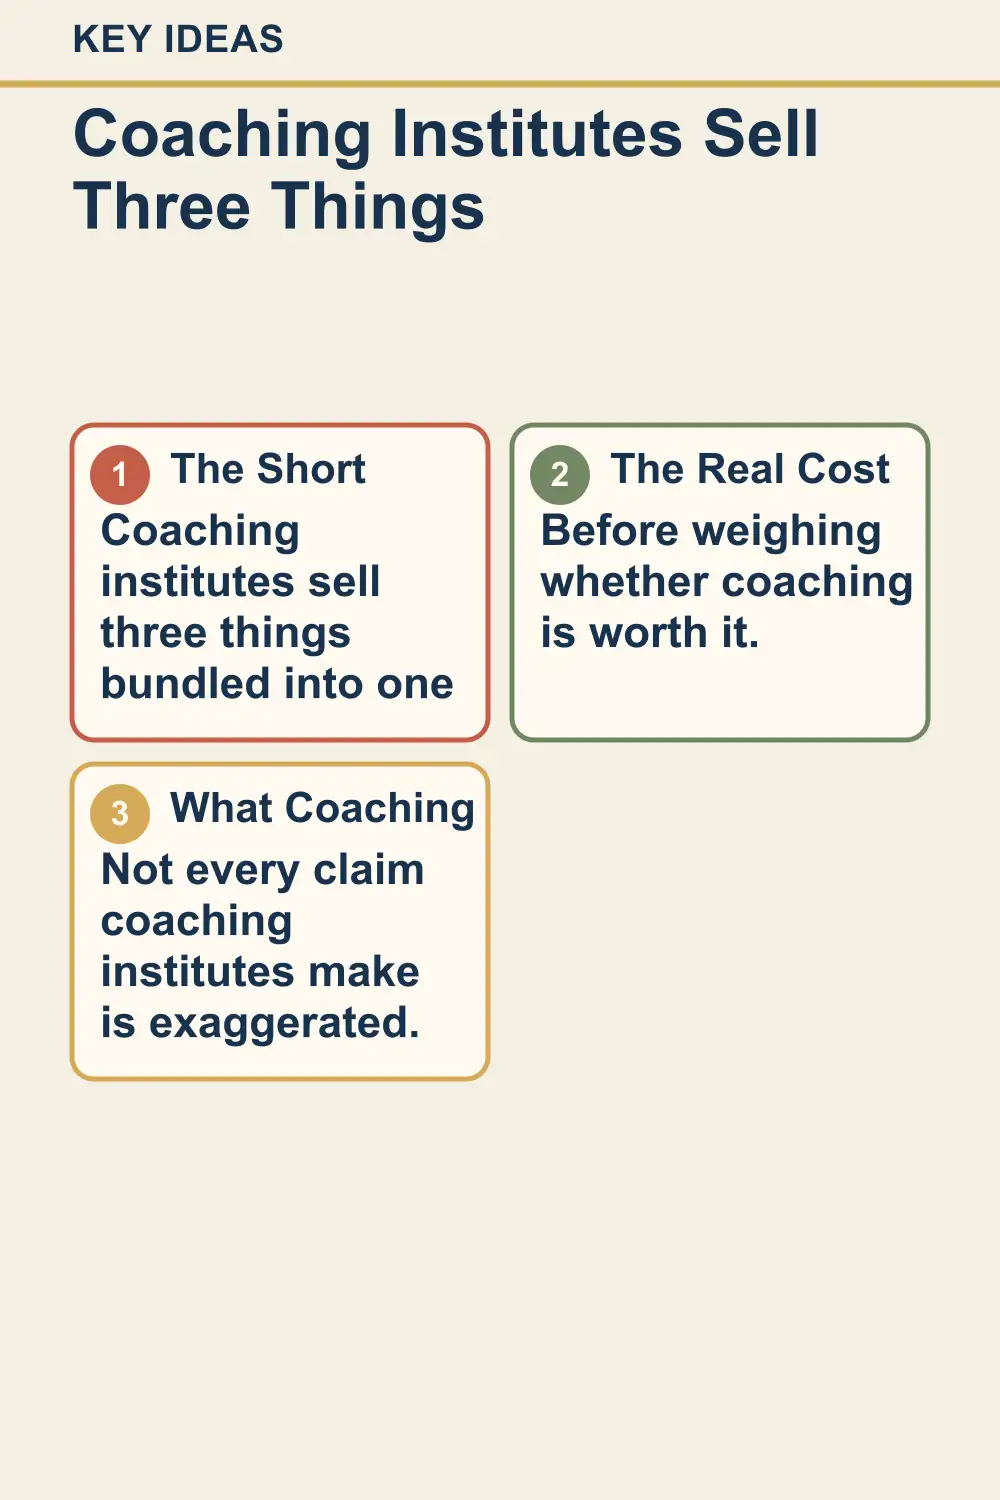 KEY IDEAS
Coaching Institutes Sell
Three Things
1
The Short
Coaching
institutes sell
three things
bundled into one
2
The Real Cost
Before weighing
whether coaching
is worth it.
3
What Coaching
Not every claim
coaching
institutes make
is exaggerated.